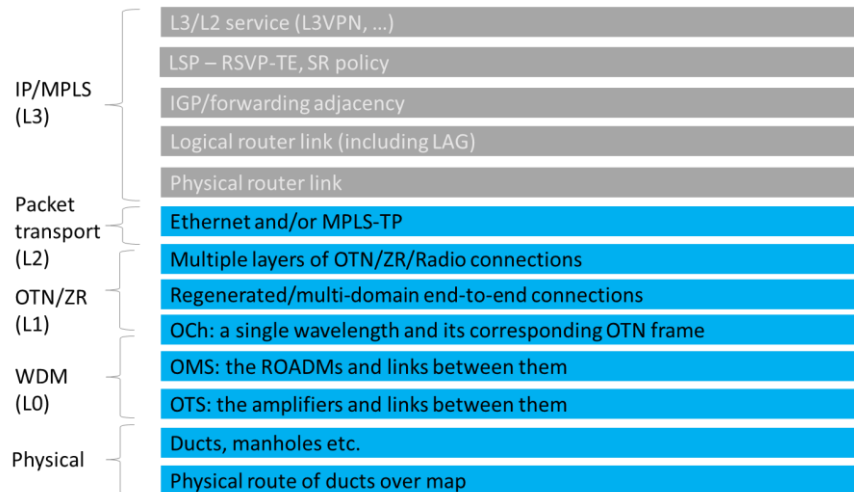 L3/L2 service (L3VPN, ...)
LSP – RSVP-TE, SR policy
IP/MPLS
(L3)
IGP/forwarding adjacency
Logical router link (including LAG)
Physical router link
Packet
transport
(L2)
Ethernet and/or MPLS-TP
Multiple layers of OTN/ZR/Radio connections
OTN/ZR
(L1)
Regenerated/multi-domain end-to-end connections
OCh: a single wavelength and its corresponding OTN frame
WDM
(L0)
OMS: the ROADMs and links between them
OTS: the amplifiers and links between them
Physical
Ducts, manholes etc.
Physical route of ducts over map